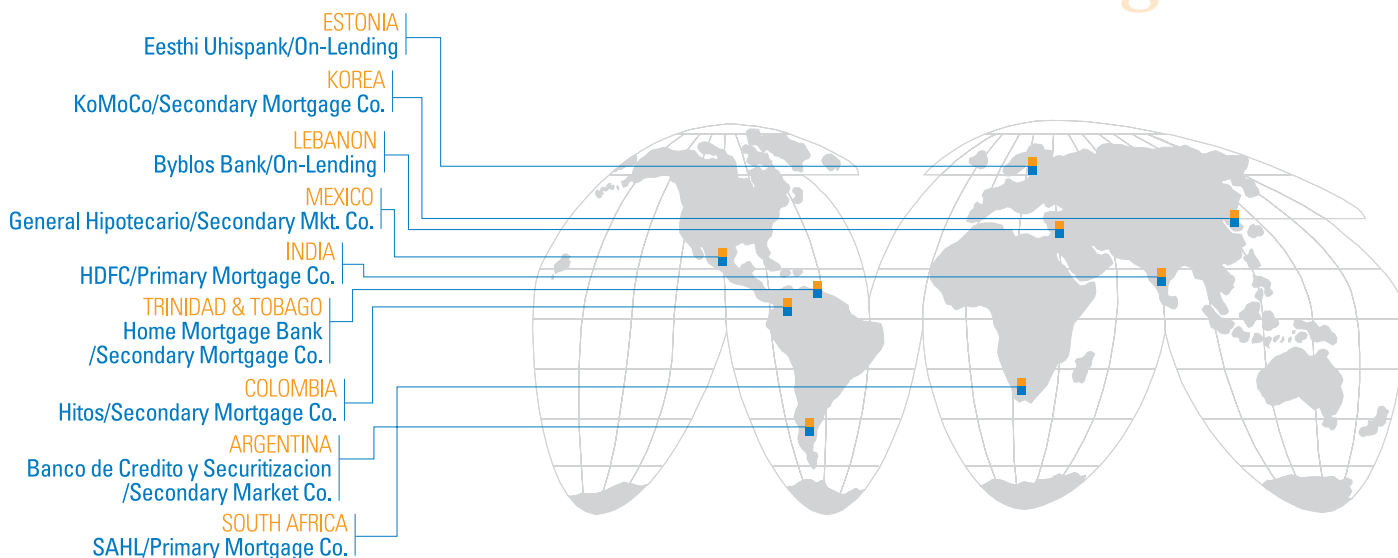 ESTONIA
Eesthi Uhispank/On-Lending
KOREA
KoMoCo/Secondary Mortgage Co.
LEBANON
Byblos Bank/On-Lending
MEXICO
General Hipotecario/Secondary Mkt. Co.
INDIA
HDFC/Primary Mortgage Co.
TRINIDAD & TOBAGO
Home Mortgage Bank
/Secondary Mortgage Co.
COLOMBIA
Hitos/Secondary Mortgage Co.
ARGENTINA
Banco de Credito y Securitizacion
/Secondary Market Co.
SOUTH AFRICA
SAHL/Primary Mortgage Co.